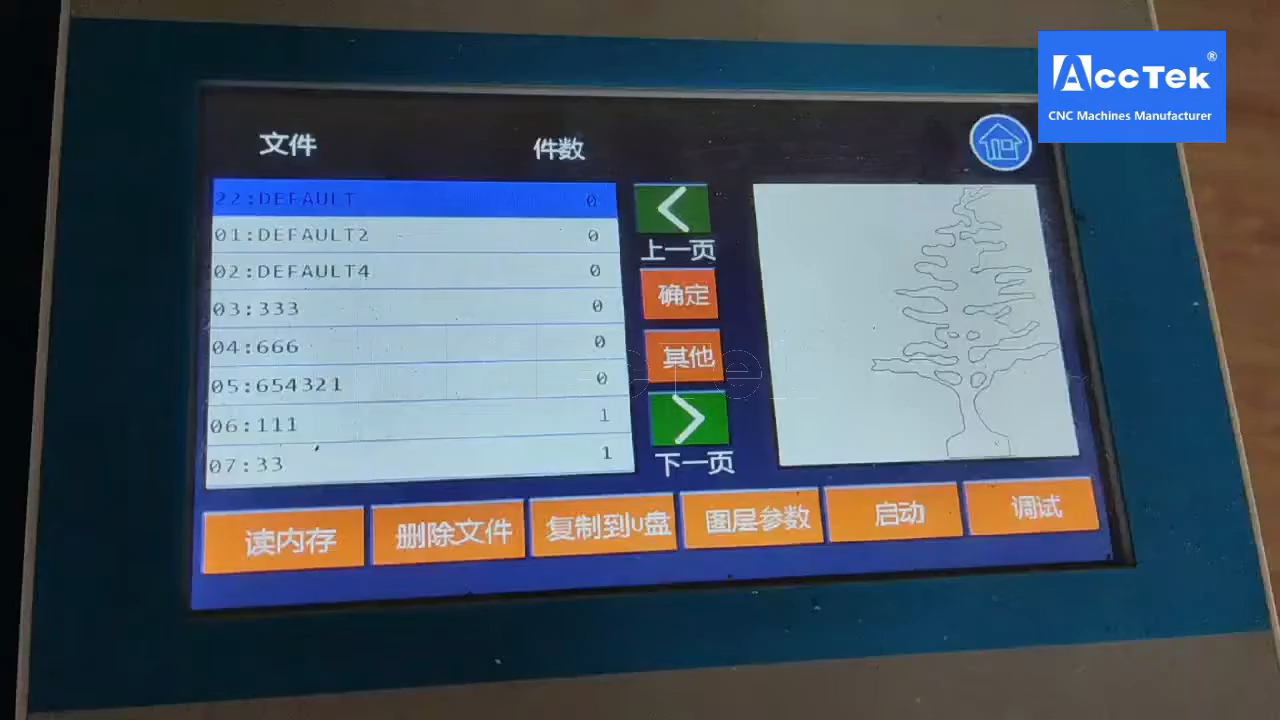 AccTek®
CNC Machines Manufacturer
文件 件数
22:DEFAULT 0
01:DEFAULT2 0
02:DEFAULT4 0
03:333 0
04:666 0
05:654321 0
06:111 1
07:33 1
上一页
确定
其他
下一页
读内存 删除文件 复制到U盘 图层参数 启动 调试